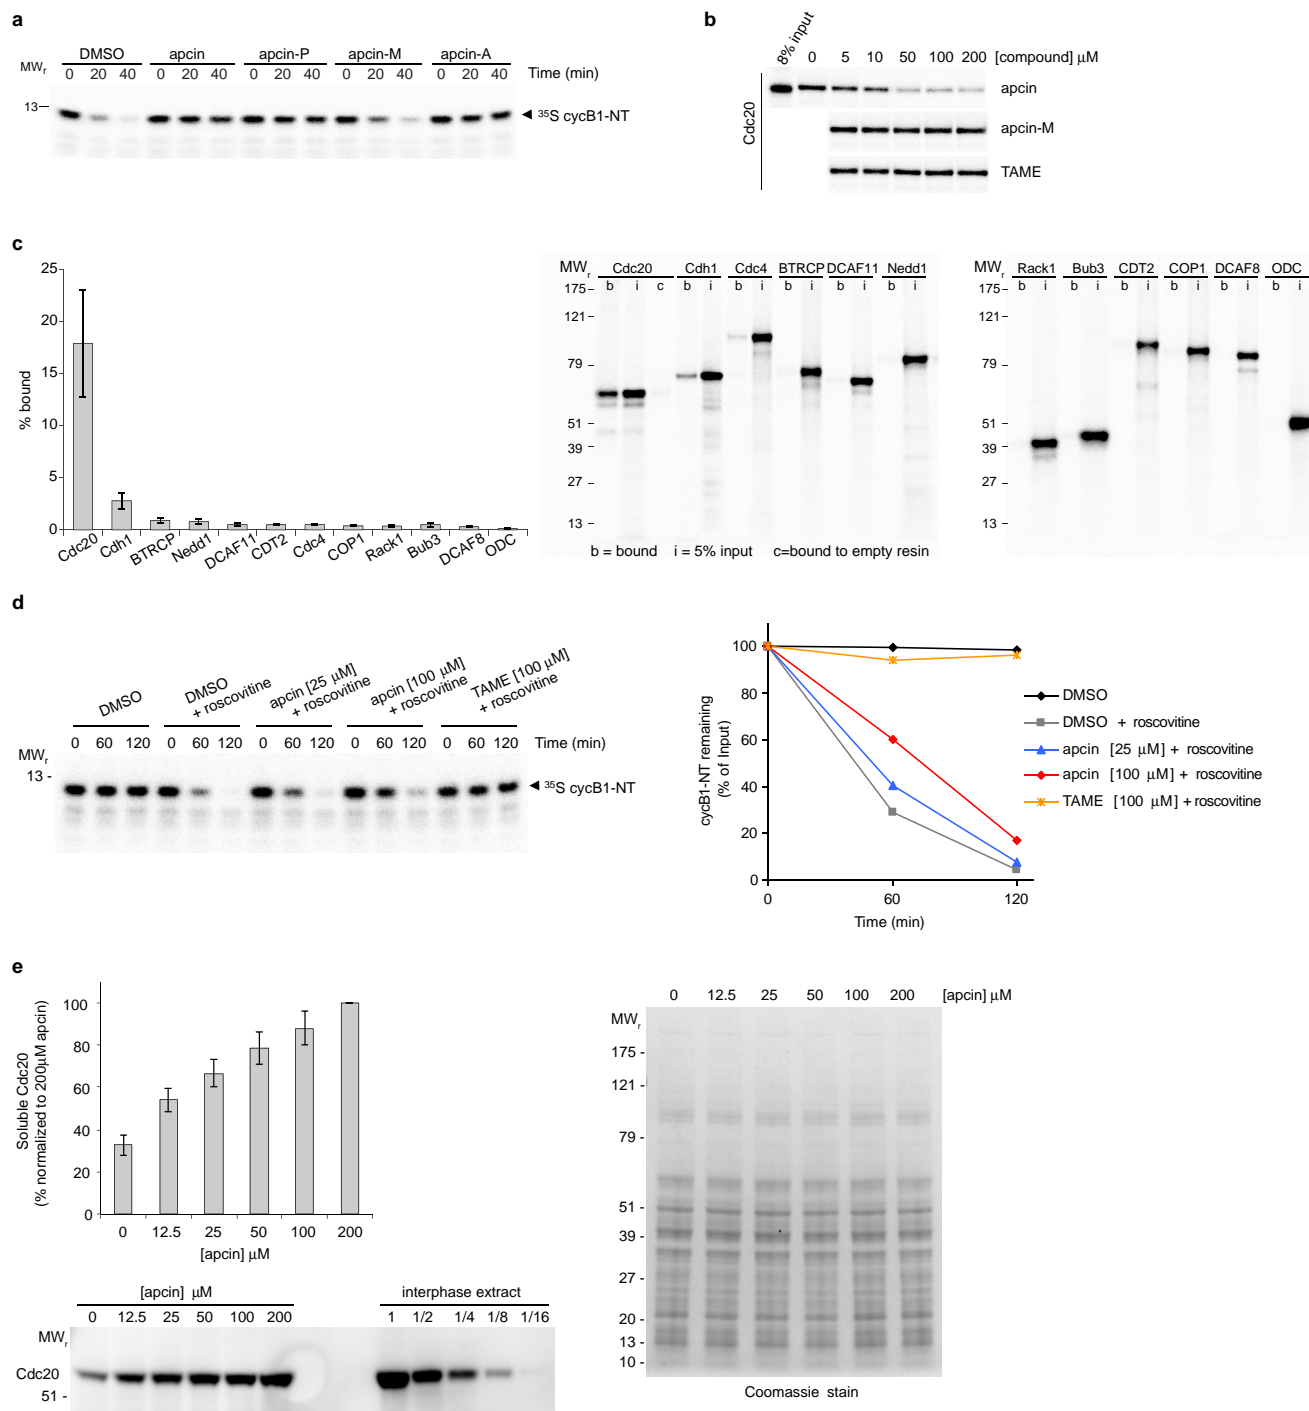 a
DMSO apcin apcin-P apcin-M apcin-A
MWr 0 20 40 0 20 40 0 20 40 0 20 40 0 20 40 Time (min)
13
◄ 35S cycB1-NT
b
8% input 0 5 10 50 100 200 [compound] μM
Cdc20
apcin
apcin-M
TAME
c
25
20
15
10
5
0
% bound
Cdc20 Cdh1 BTRCP Nedd1 DCAF11 CDT2 Cdc4 COP1 Rack1 Bub3 DCAF8 ODC
MWr Cdc20 Cdh1 Cdc4 BTRCP DCAF11 Nedd1
b i c b i b i b i b i b i
175
121
79
51
39
27
13
b = bound i = 5% input c=bound to empty resin
MWr Rack1 Bub3 CDT2 COP1 DCAF8 ODC
b i b i b i b i b i b i
175
121
79
51
39
27
13
d
DMSO
DMSO + roscovitine
apcin [25 μM] + roscovitine
apcin [100 μM] + roscovitine
TAME [100 μM] + roscovitine
0 60 120 0 60 120 0 60 120 0 60 120 0 60 120 Time (min)
MWr
13 -
◄ 35S cycB1-NT
100
80
60
40
20
0
cycB1-NT remaining
(% of Input)
0 60 120
Time (min)
DMSO
DMSO + roscovitine
apcin [25 μM] + roscovitine
apcin [100 μM] + roscovitine
TAME [100 μM] + roscovitine
e
100
80
60
40
20
0
Soluble Cdc20
(% normalized to 200μM apcin)
0 12.5 25 50 100 200
[apcin] μM
[apcin] μM interphase extract
0 12.5 25 50 100 200 1 1/2 1/4 1/8 1/16
MWr
Cdc20
51 -
0 12.5 25 50 100 200 [apcin] μM
MWr
175 -
121 -
79 -
51 -
39 -
27 -
20 -
13 -
10 -
Coomassie stain